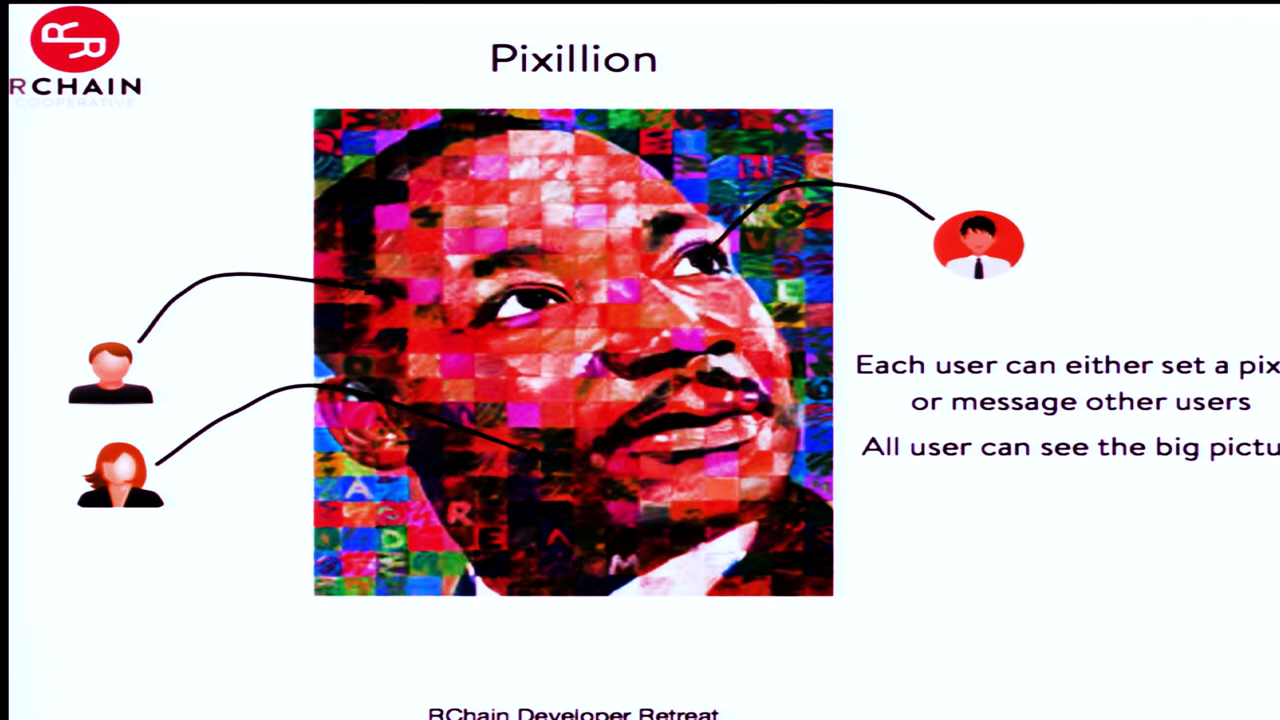 RCHAIN
COOPERATIVE
Pixillion
A
R
D
E
A
M
Each user can either set a pix
or message other users
All user can see the big pictu
RChain Developer Retreat